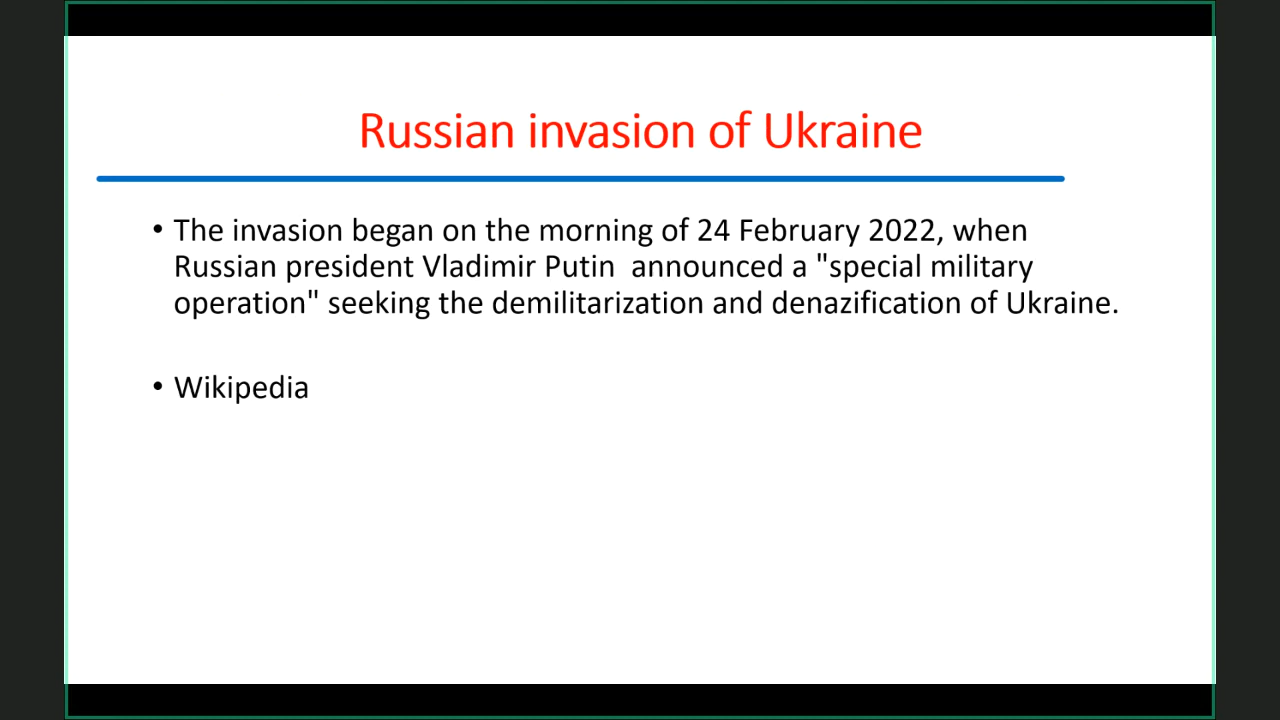 Russian invasion of Ukraine
• The invasion began on the morning of 24 February 2022, when
Russian president Vladimir Putin  announced a "special military
operation" seeking the demilitarization and denazification of Ukraine.
• Wikipedia